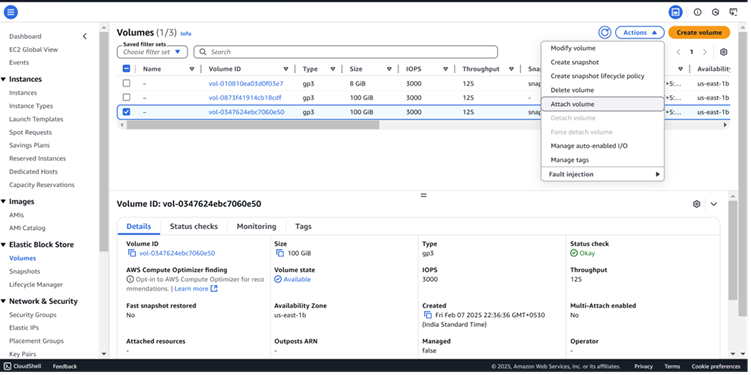 Volumes (1/3) Info
Actions
Create volume
Saved filter sets
Choose filter set
Search
1
Name Volume ID Type Size IOPS Throughput Availability
– vol-010810ea03d0f03e7 gp3 8 GiB 3000 125 us-east-1b
– vol-0873f41914cb18cdf gp3 100 GiB 3000 125 - us-east-1b
– vol-0347624ebc7060e50 gp3 100 GiB 3000 125 us-east-1b
Modify volume
Create snapshot
Create snapshot lifecycle policy
Delete volume
Attach volume
Detach volume
Force detach volume
Manage auto-enabled I/O
Manage tags
Fault injection
Dashboard
EC2 Global View
Events
Instances
Instances
Instance Types
Launch Templates
Spot Requests
Savings Plans
Reserved Instances
Dedicated Hosts
Capacity Reservations
Images
AMIs
AMI Catalog
Elastic Block Store
Volumes
Snapshots
Lifecycle Manager
Network & Security
Security Groups
Elastic IPs
Placement Groups
Key Pairs
Volume ID: vol-0347624ebc7060e50
Details Status checks Monitoring Tags
Volume ID
vol-0347624ebc7060e50
Size
100 GiB
Type
gp3
Status check
Okay
AWS Compute Optimizer finding
Opt-in to AWS Compute Optimizer for reco
mmendations. | Learn more
Volume state
Available
IOPS
3000
Throughput
125
Fast snapshot restored
No
Availability Zone
us-east-1b
Created
Fri Feb 07 2025 22:36:36 GMT+0530
(India Standard Time)
Multi-Attach enabled
No
Attached resources
-
Outposts ARN
-
Managed
false
Operator
-
CloudShell Feedback
© 2025, Amazon Web Services, Inc. or its affiliates. Privacy Terms Cookie preferences